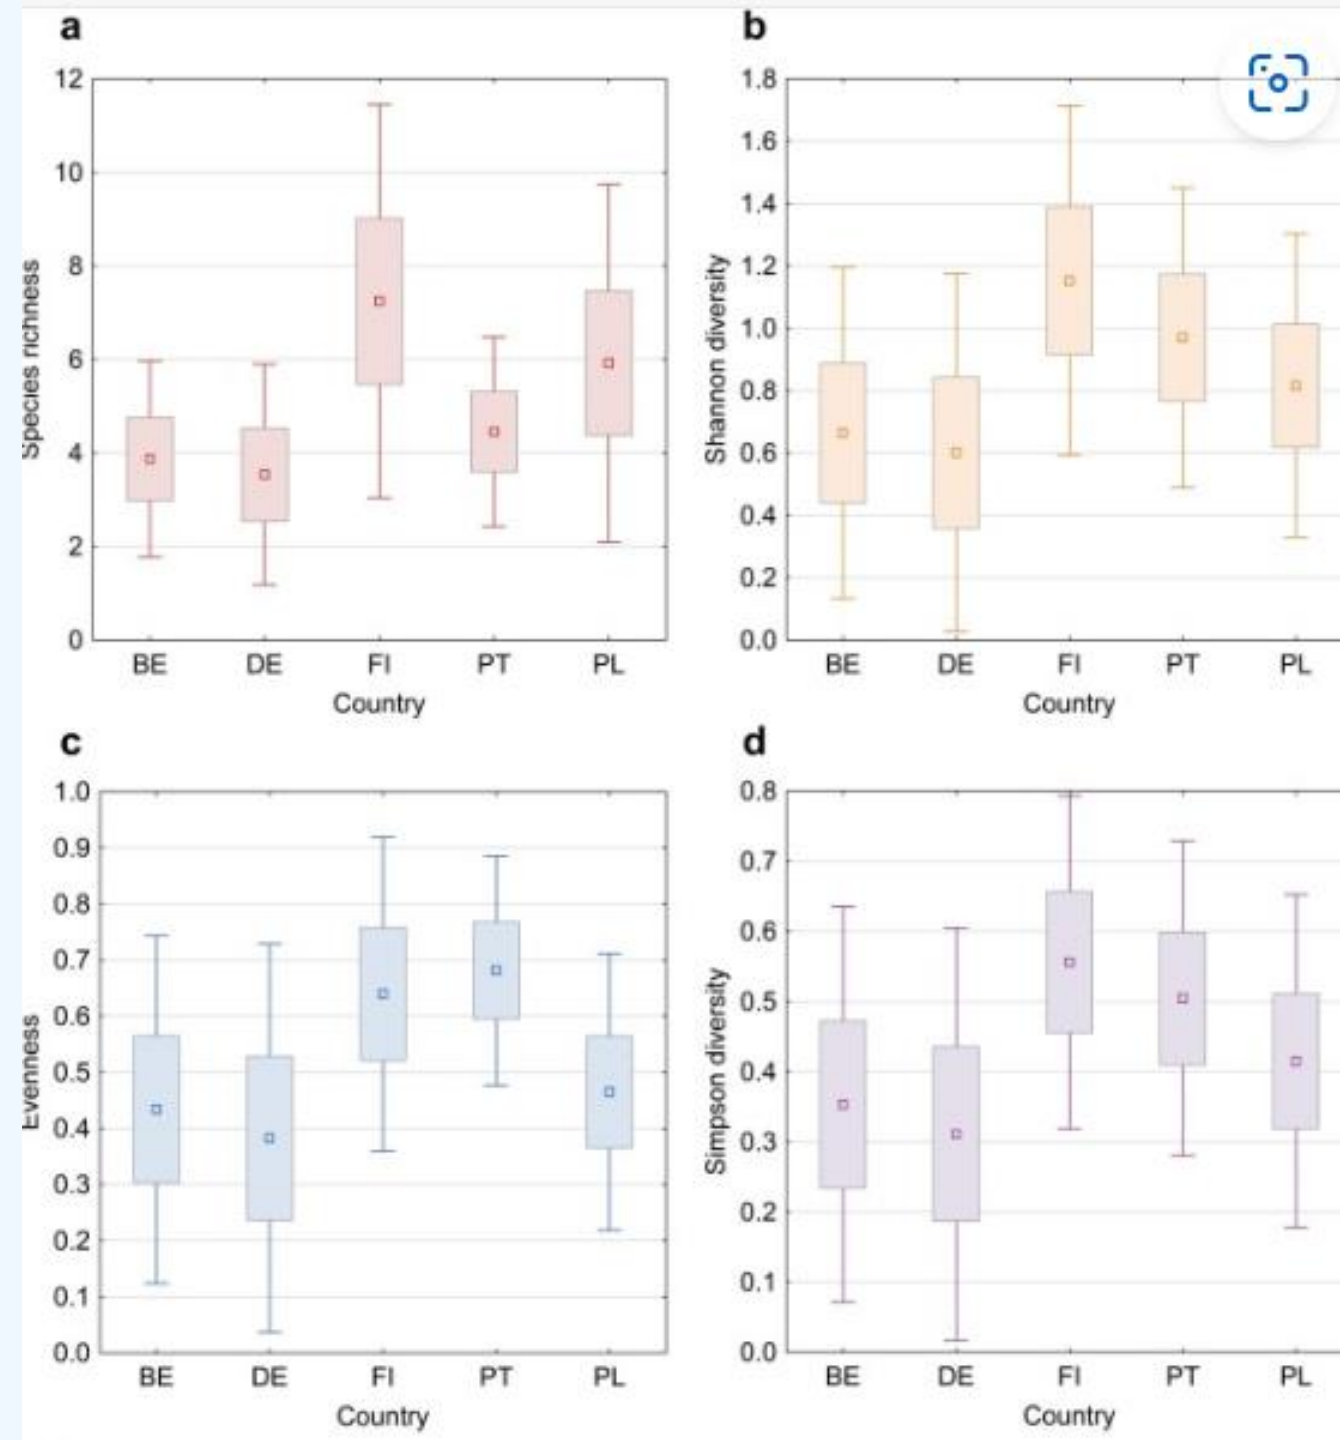 a
12
10
8
6
4
2
0
Species richness
BE DE FI PT PL
Country
b
1.8
1.6
1.4
1.2
1.0
0.8
0.6
0.4
0.2
0.0
Shannon diversity
BE DE FI PT PL
Country
c
1.0
0.9
0.8
0.7
0.6
0.5
0.4
0.3
0.2
0.1
0.0
Evenness
BE DE FI PT PL
Country
d
0.8
0.7
0.6
0.5
0.4
0.3
0.2
0.1
0.0
Simpson diversity
BE DE FI PT PL
Country